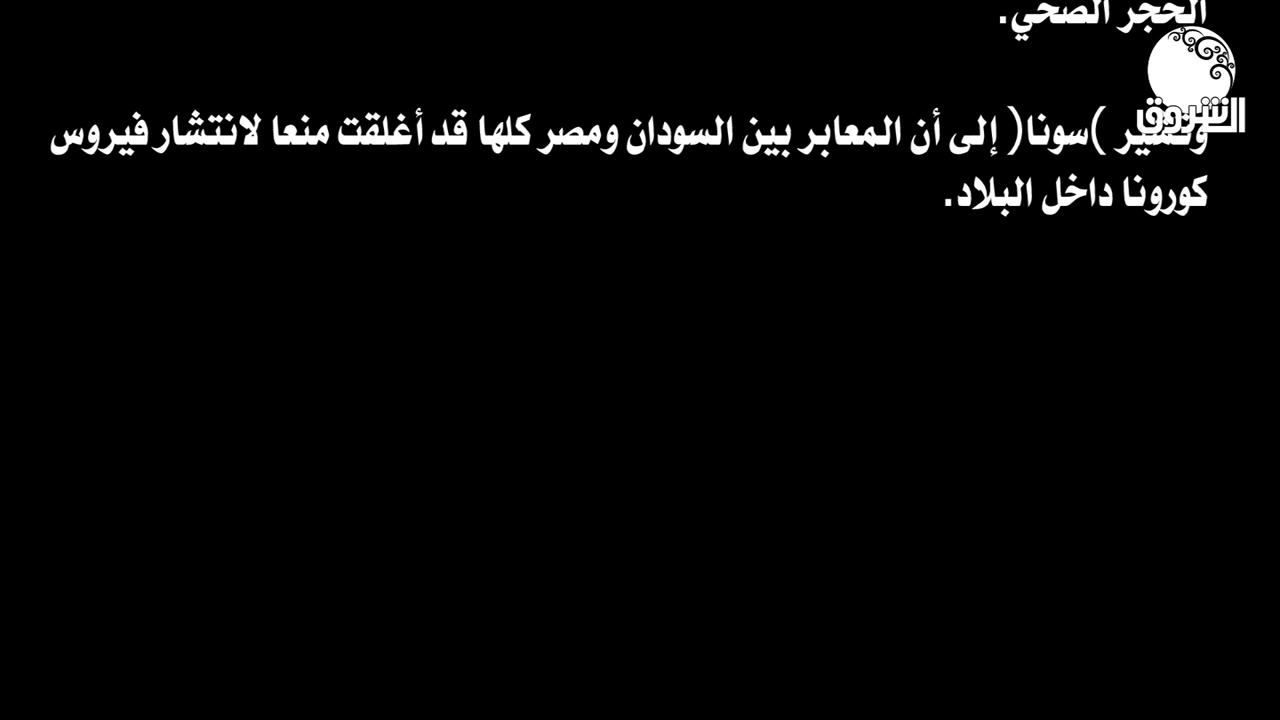 الحجر الصحي.
الشروق
وتشير )سونا( إلى أن المعابر بين السودان ومصر كلها قد أغلقت منعا لانتشار فيروس
كورونا داخل البلاد.